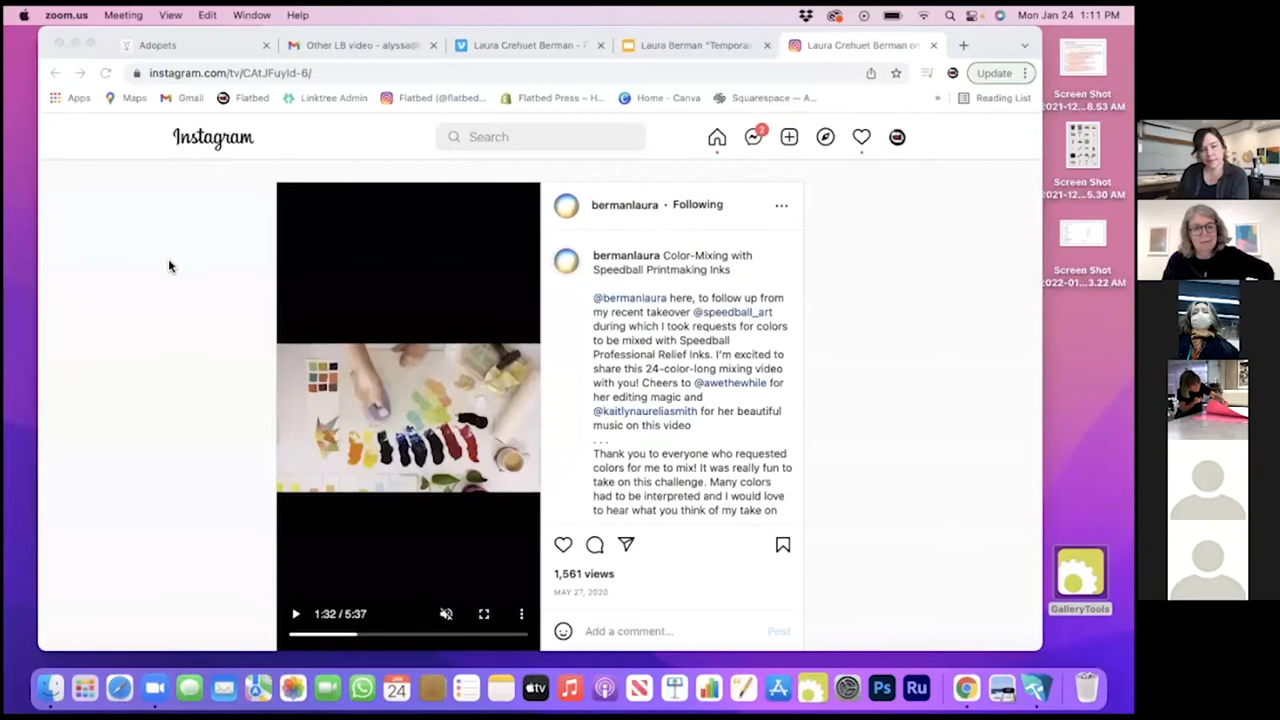 zoom.us Meeting View Edit Window Help
Mon Jan 24 1:11 PM
Adopets
Other LB video - alyssa@
Laura Crehuet Berman - F
Laura Berman "Tempora
Laura Crehuet Berman on
instagram.com/tv/CAtJFuyld-6/
Update
Apps Maps Gmail Flatbed Linktree Admin Flatbed (@flatbed... Flatbed Press ~ H... Home - Canva Squarespace — A... » Reading List
Instagram
Search
2
bermanlaura • Following
bermanlaura Color-Mixing with
Speedball Printmaking Inks
@bermanlaura here, to follow up from
my recent takeover @speedball_art
during which I took requests for colors
to be mixed with Speedball
Professional Relief Inks. I'm excited to
share this 24-color-long mixing video
with you! Cheers to @awethewhile for
her editing magic and
@kaitlynaureliasmith for her beautiful
music on this video
. . .
Thank you to everyone who requested
colors for me to mix! It was really fun to
take on this challenge. Many colors
had to be interpreted and I would love
to hear what you think of my take on
1,561 views
MAY 27, 2020
Add a comment...
Post
1:32 / 5:37
Screen Shot
2021-12...8.53 AM
Screen Shot
2021-12...5.30 AM
Screen Shot
2022-01...3.22 AM
GalleryTools
JAN
24
tv
Ps
Ru